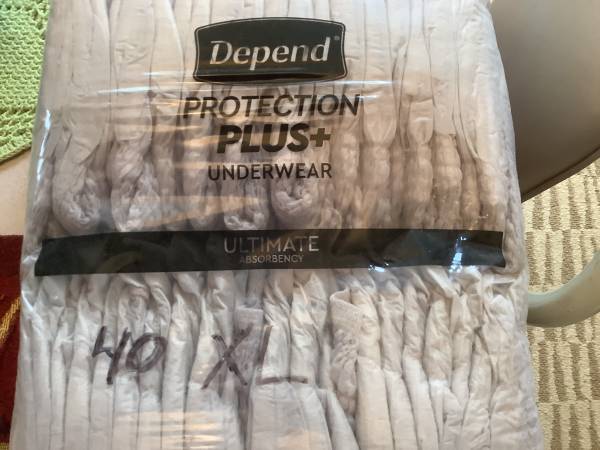 Depend
PROTECTION
PLUS+
UNDERWEAR
ULTIMATE
ABSORBENCY
40 XL